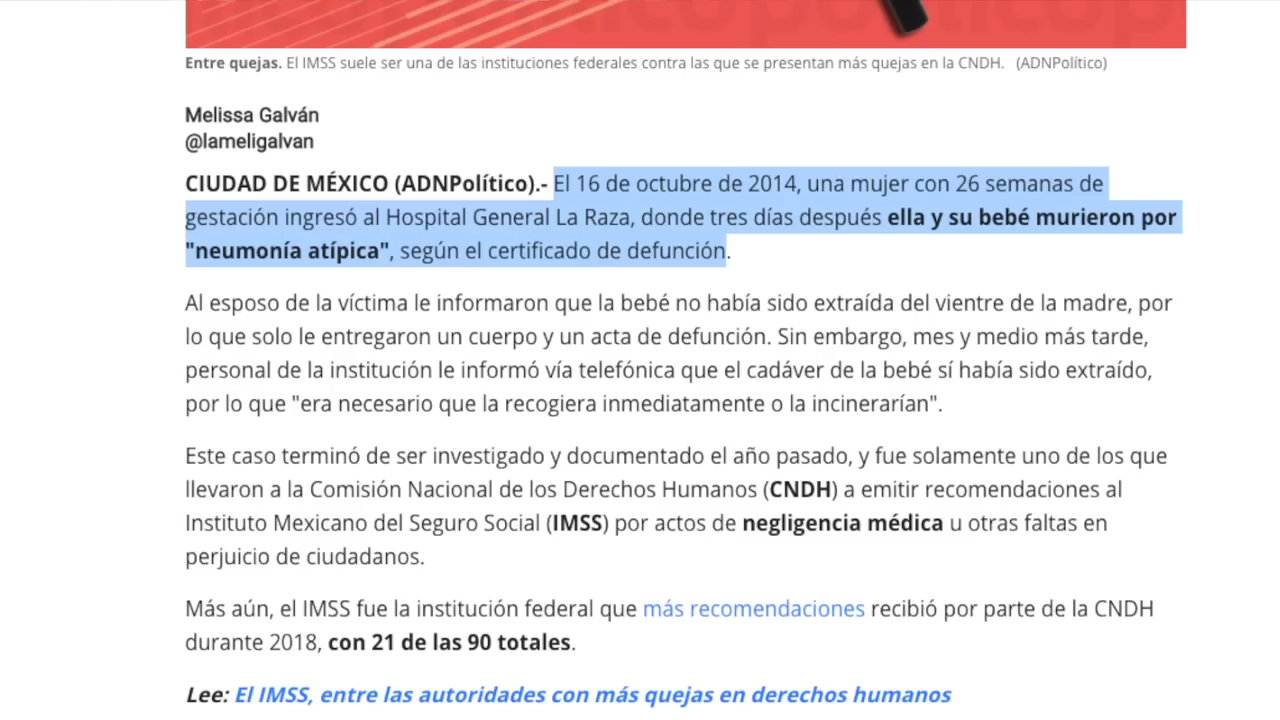 Entre quejas. El IMSS suele ser una de las instituciones federales contra las que se presentan más quejas en la CNDH. (ADNPolítico)
Melissa Galván
@lameligalvan
CIUDAD DE MÉXICO (ADNPolítico).- El 16 de octubre de 2014, una mujer con 26 semanas de
gestación ingresó al Hospital General La Raza, donde tres días después ella y su bebé murieron por
"neumonía atípica", según el certificado de defunción.
Al esposo de la víctima le informaron que la bebé no había sido extraída del vientre de la madre, por
lo que solo le entregaron un cuerpo y un acta de defunción. Sin embargo, mes y medio más tarde,
personal de la institución le informó vía telefónica que el cadáver de la bebé sí había sido extraído,
por lo que "era necesario que la recogiera inmediatamente o la incinerarían".
Este caso terminó de ser investigado y documentado el año pasado, y fue solamente uno de los que
llevaron a la Comisión Nacional de los Derechos Humanos (CNDH) a emitir recomendaciones al
Instituto Mexicano del Seguro Social (IMSS) por actos de negligencia médica u otras faltas en
perjuicio de ciudadanos.
Más aún, el IMSS fue la institución federal que más recomendaciones recibió por parte de la CNDH
durante 2018, con 21 de las 90 totales.
Lee: El IMSS, entre las autoridades con más quejas en derechos humanos